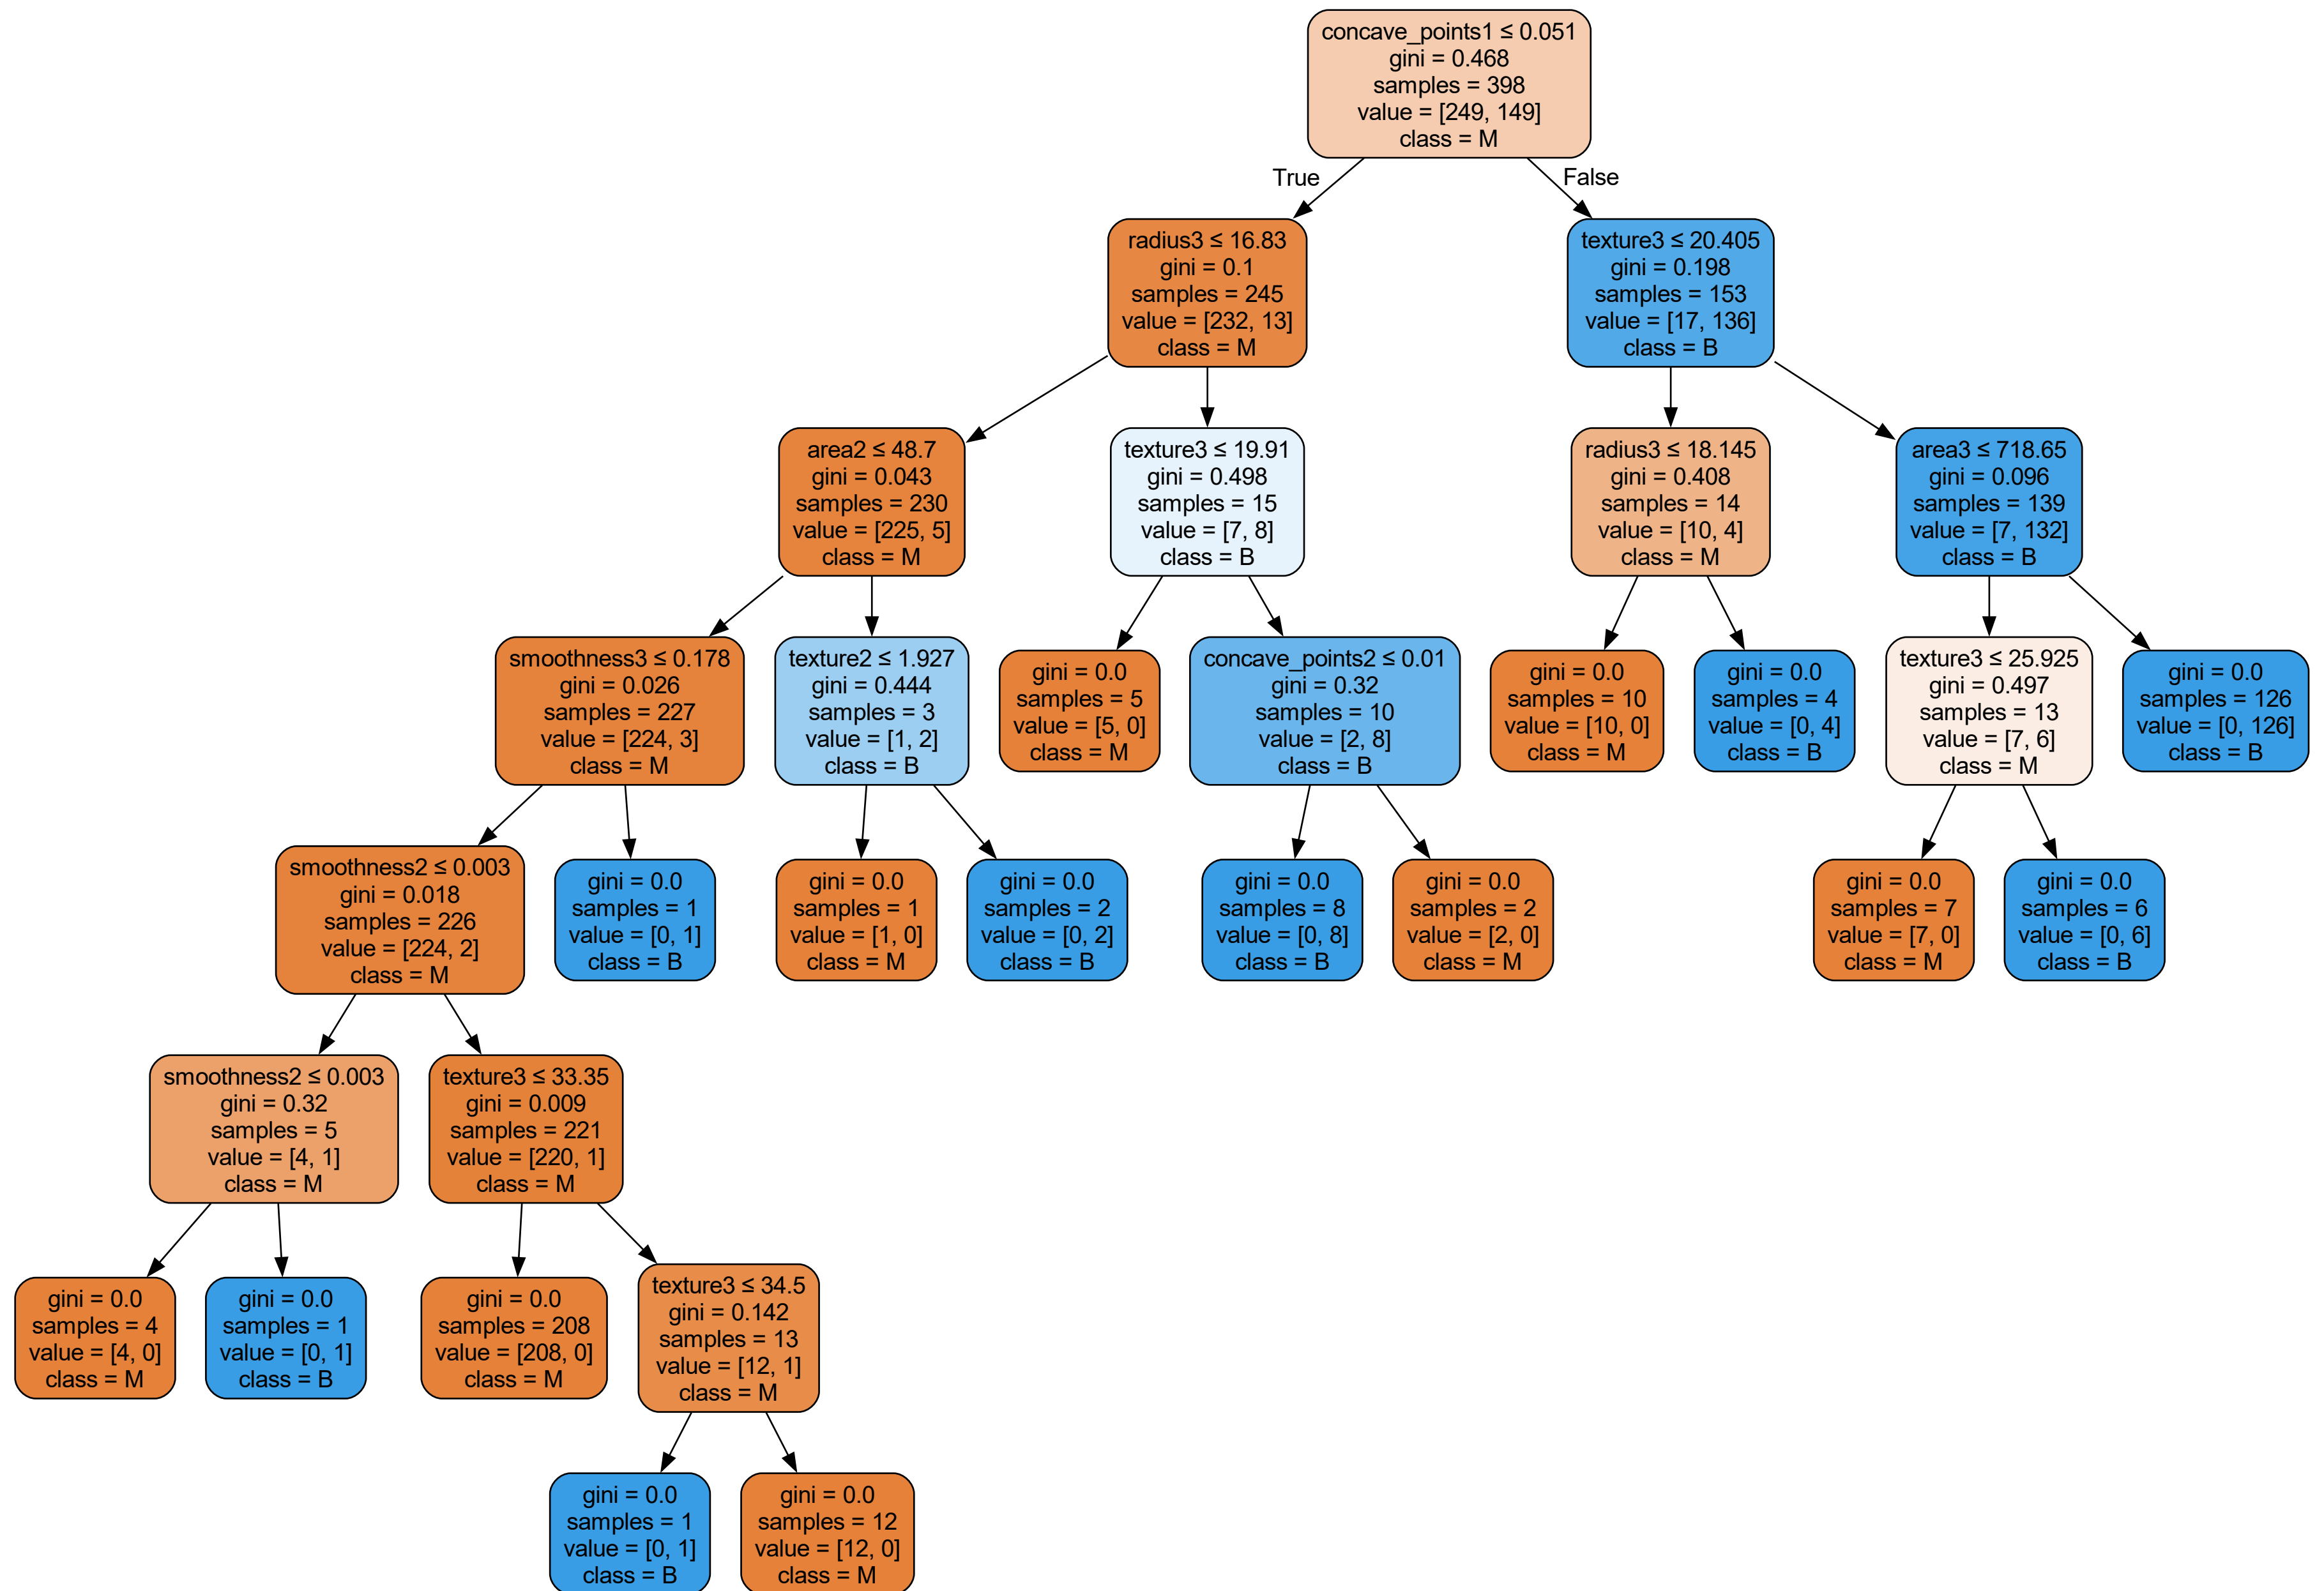 concave_points1 ≤ 0.051
gini = 0.468
samples = 398
value = [249, 149]
class = M
True
False
radius3 ≤ 16.83
gini = 0.1
samples = 245
value = [232, 13]
class = M
texture3 ≤ 20.405
gini = 0.198
samples = 153
value = [17, 136]
class = B
area2 ≤ 48.7
gini = 0.043
samples = 230
value = [225, 5]
class = M
texture3 ≤ 19.91
gini = 0.498
samples = 15
value = [7, 8]
class = B
radius3 ≤ 18.145
gini = 0.408
samples = 14
value = [10, 4]
class = M
area3 ≤ 718.65
gini = 0.096
samples = 139
value = [7, 132]
class = B
smoothness3 ≤ 0.178
gini = 0.026
samples = 227
value = [224, 3]
class = M
texture2 ≤ 1.927
gini = 0.444
samples = 3
value = [1, 2]
class = B
gini = 0.0
samples = 5
value = [5, 0]
class = M
concave_points2 ≤ 0.01
gini = 0.32
samples = 10
value = [2, 8]
class = B
gini = 0.0
samples = 10
value = [10, 0]
class = M
gini = 0.0
samples = 4
value = [0, 4]
class = B
texture3 ≤ 25.925
gini = 0.497
samples = 13
value = [7, 6]
class = M
gini = 0.0
samples = 126
value = [0, 126]
class = B
smoothness2 ≤ 0.003
gini = 0.018
samples = 226
value = [224, 2]
class = M
gini = 0.0
samples = 1
value = [0, 1]
class = B
gini = 0.0
samples = 1
value = [1, 0]
class = M
gini = 0.0
samples = 2
value = [0, 2]
class = B
gini = 0.0
samples = 8
value = [0, 8]
class = B
gini = 0.0
samples = 2
value = [2, 0]
class = M
gini = 0.0
samples = 7
value = [7, 0]
class = M
gini = 0.0
samples = 6
value = [0, 6]
class = B
smoothness2 ≤ 0.003
gini = 0.32
samples = 5
value = [4, 1]
class = M
texture3 ≤ 33.35
gini = 0.009
samples = 221
value = [220, 1]
class = M
gini = 0.0
samples = 4
value = [4, 0]
class = M
gini = 0.0
samples = 1
value = [0, 1]
class = B
gini = 0.0
samples = 208
value = [208, 0]
class = M
texture3 ≤ 34.5
gini = 0.142
samples = 13
value = [12, 1]
class = M
gini = 0.0
samples = 1
value = [0, 1]
class = B
gini = 0.0
samples = 12
value = [12, 0]
class = M